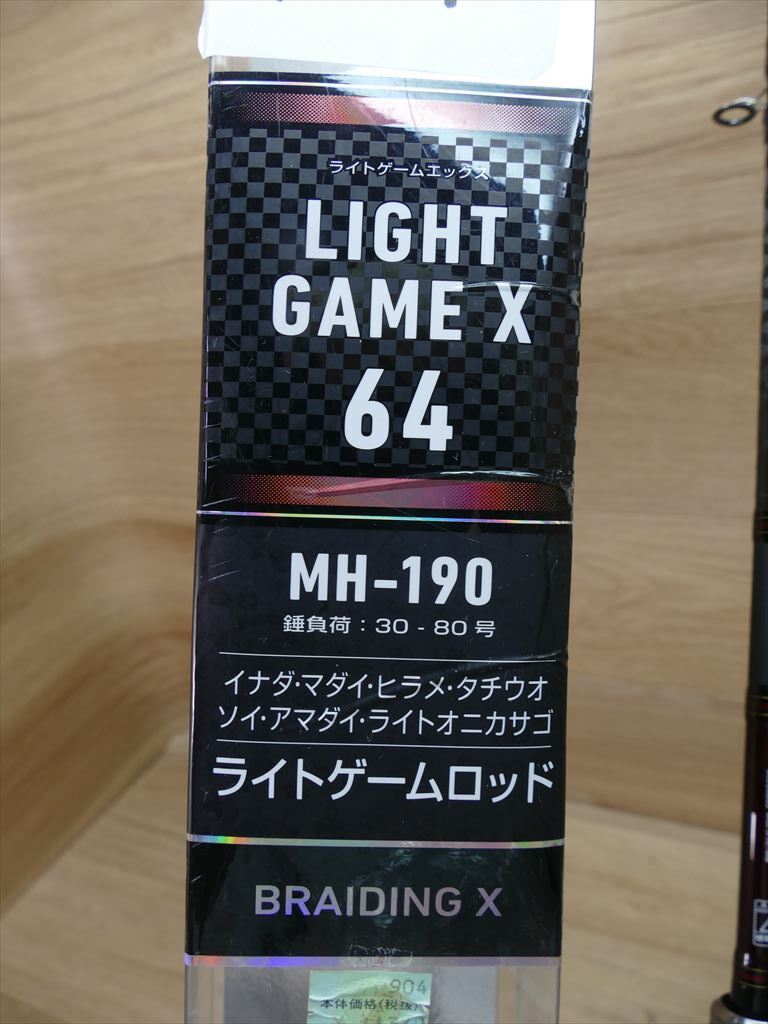 ライトゲームエックス
LIGHT
GAME X
64
MH-190
錘負荷：30 - 80 号
イナダ・マダイ・ヒラメ・タチウオ
ソイ・アマダイ・ライトオニカサゴ
ライトゲームロッド
BRAIDING X
904
本体価格(税抜)